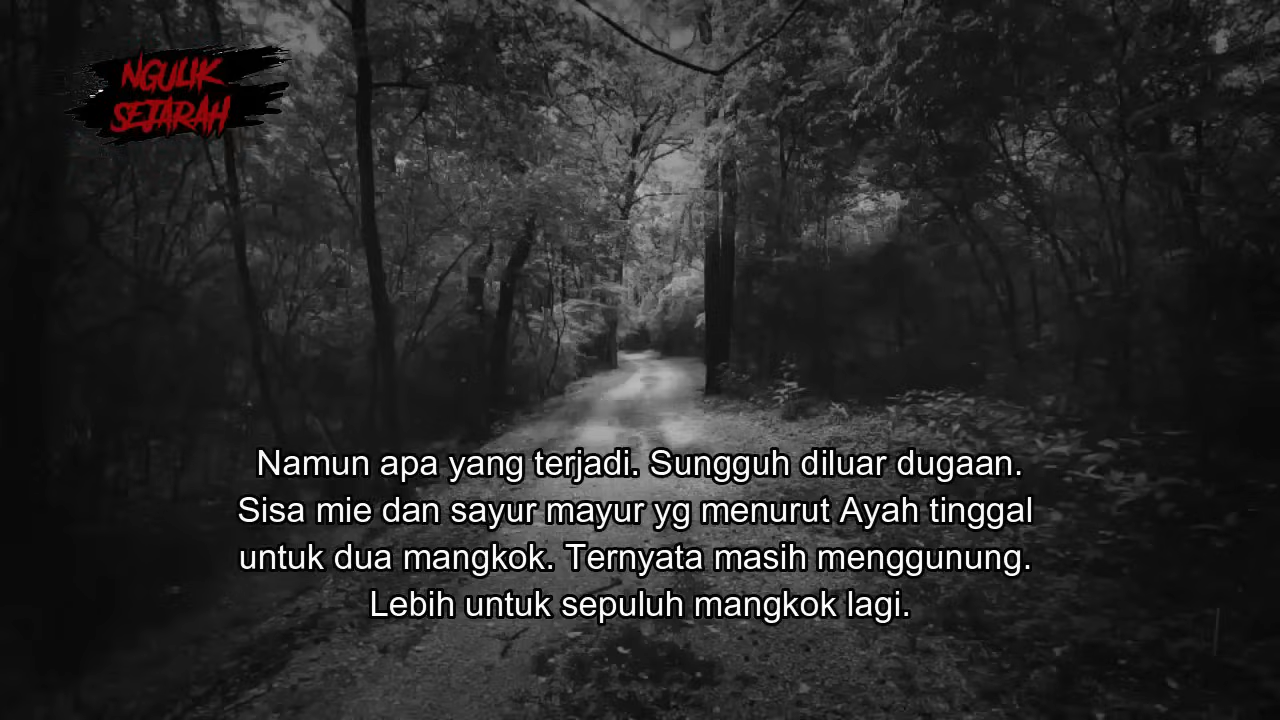 NGULIK
SEJARAH
Namun apa yang terjadi. Sungguh diluar dugaan.
Sisa mie dan sayur mayur yg menurut Ayah tinggal
untuk dua mangkok. Ternyata masih menggunung.
Lebih untuk sepuluh mangkok lagi.